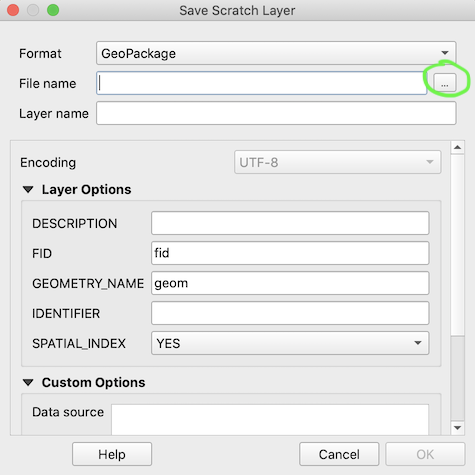 Save Scratch Layer
Format GeoPackage
File name ...
Layer name
Encoding UTF-8
Layer Options
DESCRIPTION
FID fid
GEOMETRY_NAME geom
IDENTIFIER
SPATIAL_INDEX YES
Custom Options
Data source
Help Cancel OK